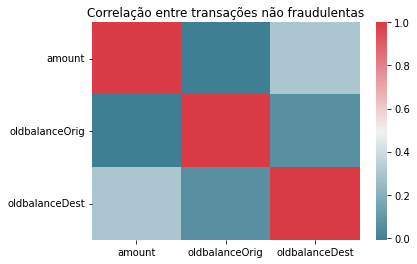 Correlação entre transações não fraudulentas
amount
oldbalanceOrig
oldbalanceDest
amount
oldbalanceOrig
oldbalanceDest
1.0
0.8
0.6
0.4
0.2
0.0